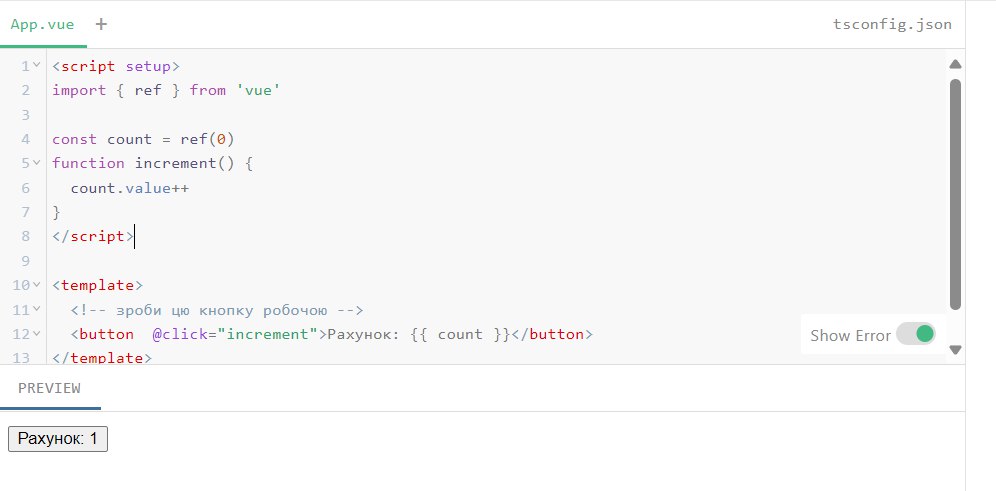 App.vue + tsconfig.json
1 <script setup>
2 import { ref } from 'vue'
3
4 const count = ref(0)
5 function increment() {
6   count.value++
7 }
8 </script>
9
10 <template>
11   <!-- зроби цю кнопку робочою -->
12   <button  @click="increment">Рахунок: {{ count }}</button>
13 </template>
Show Error
PREVIEW
Рахунок: 1